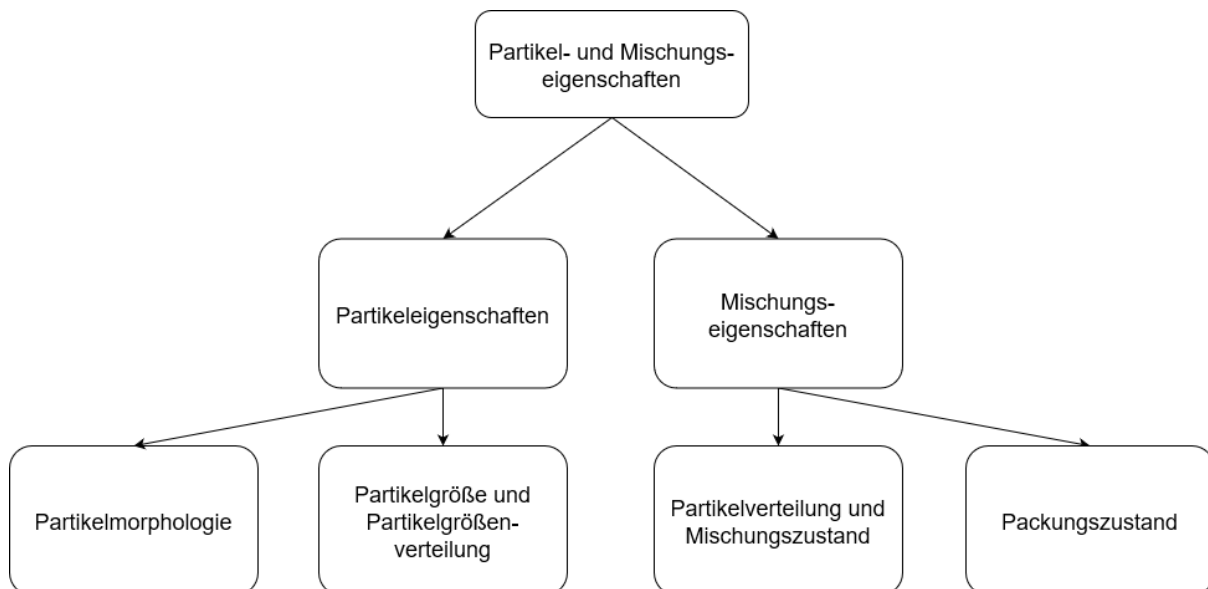 Partikel- und Mischungs-
eigenschaften
Partikeleigenschaften
Mischungs-
eigenschaften
Partikelmorphologie
Partikelgröße und
Partikelgrößen-
verteilung
Partikelverteilung und
Mischungszustand
Packungszustand